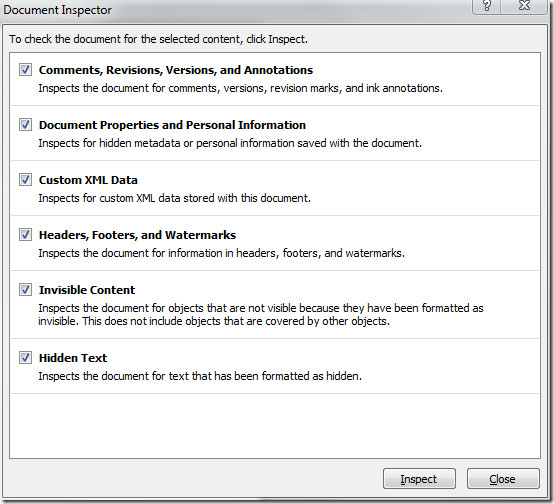 Document Inspector
?
To check the document for the selected content, click Inspect.
Comments, Revisions, Versions, and Annotations
Inspects the document for comments, versions, revision marks, and ink annotations.
Document Properties and Personal Information
Inspects for hidden metadata or personal information saved with the document.
Custom XML Data
Inspects for custom XML data stored with this document.
Headers, Footers, and Watermarks
Inspects the document for information in headers, footers, and watermarks.
Invisible Content
Inspects the document for objects that are not visible because they have been formatted as
invisible. This does not include objects that are covered by other objects.
Hidden Text
Inspects the document for text that has been formatted as hidden.
Inspect
Close